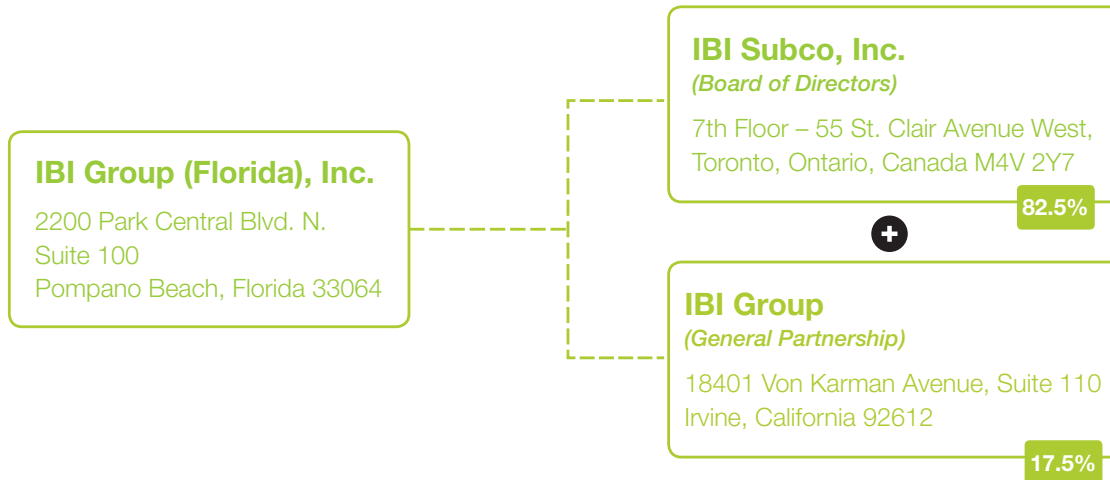 IBI Group (Florida), Inc.
2200 Park Central Blvd. N.
Suite 100
Pompano Beach, Florida 33064
IBI Subco, Inc.
(Board of Directors)
7th Floor – 55 St. Clair Avenue West,
Toronto, Ontario, Canada M4V 2Y7
82.5%
+
IBI Group
(General Partnership)
18401 Von Karman Avenue, Suite 110
Irvine, California 92612
17.5%